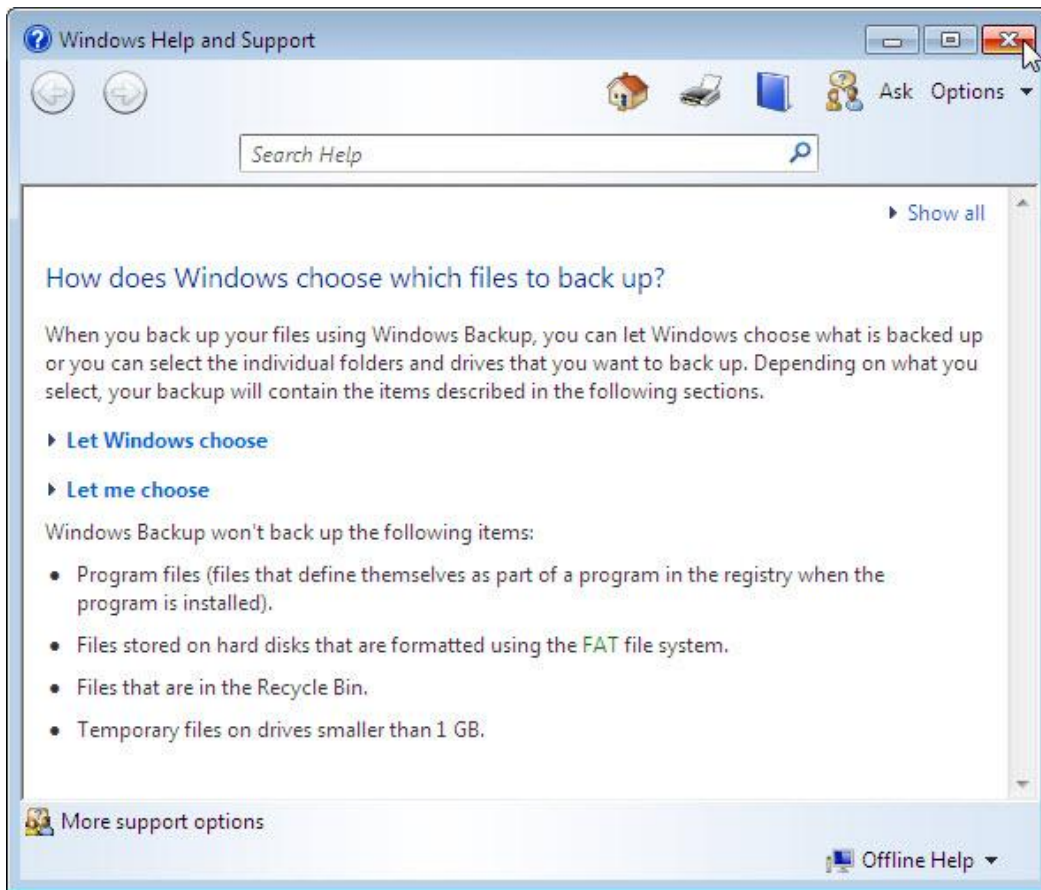 Windows Help and Support
Ask Options
Search Help
Show all
How does Windows choose which files to back up?
When you back up your files using Windows Backup, you can let Windows choose what is backed up
or you can select the individual folders and drives that you want to back up. Depending on what you
select, your backup will contain the items described in the following sections.
Let Windows choose
Let me choose
Windows Backup won't back up the following items:
• Program files (files that define themselves as part of a program in the registry when the
program is installed).
• Files stored on hard disks that are formatted using the FAT file system.
• Files that are in the Recycle Bin.
• Temporary files on drives smaller than 1 GB.
More support options
Offline Help